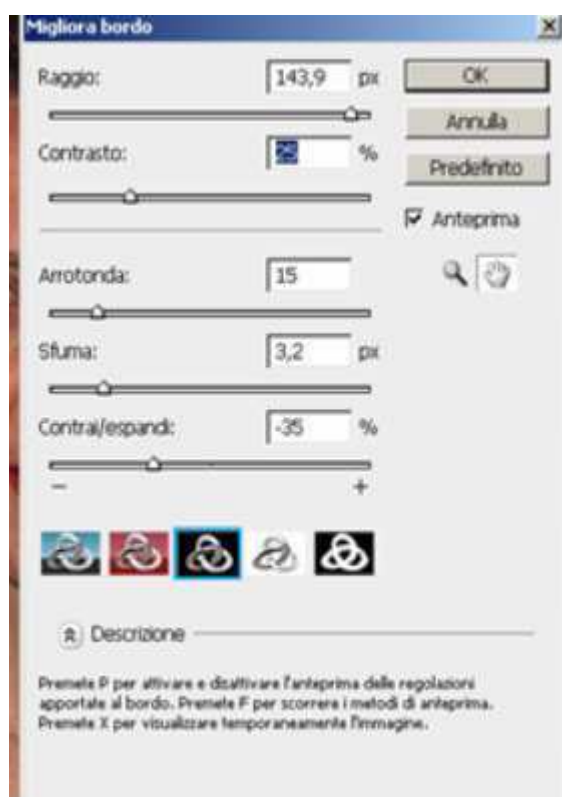 Migliora bordo
Raggio: 143,9 px
OK
Annulla
Contrasto: 25 %
Predefinito
Anteprima
Arrotonda: 15
Sfuma: 3,2 px
Contrai/espandi: -35 %
- +
Descrizione
Premete P per attivare e disattivare l'anteprima delle regolazioni
apportate al bordo. Premete F per scorrere i metodi di anteprima.
Premete X per visualizzare temporaneamente l'immagine.